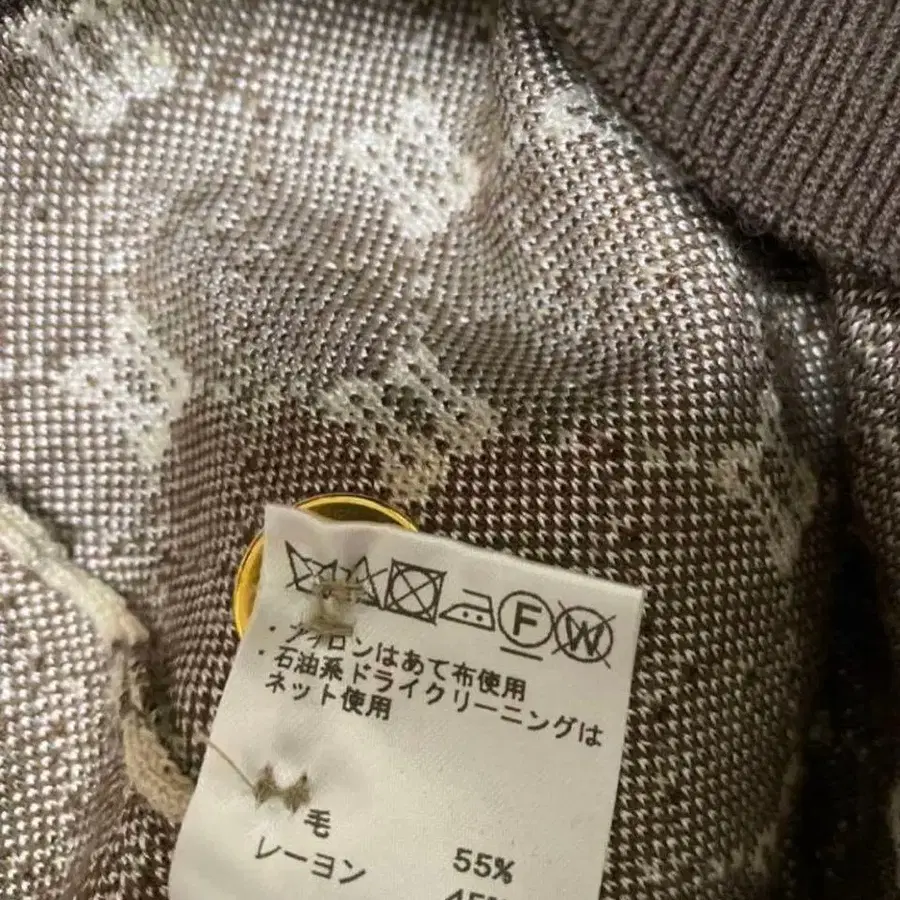 F W
・アイロンはあて布使用
・石油系ドライクリーニングは
ネット使用
毛 55%
レーヨン 45%